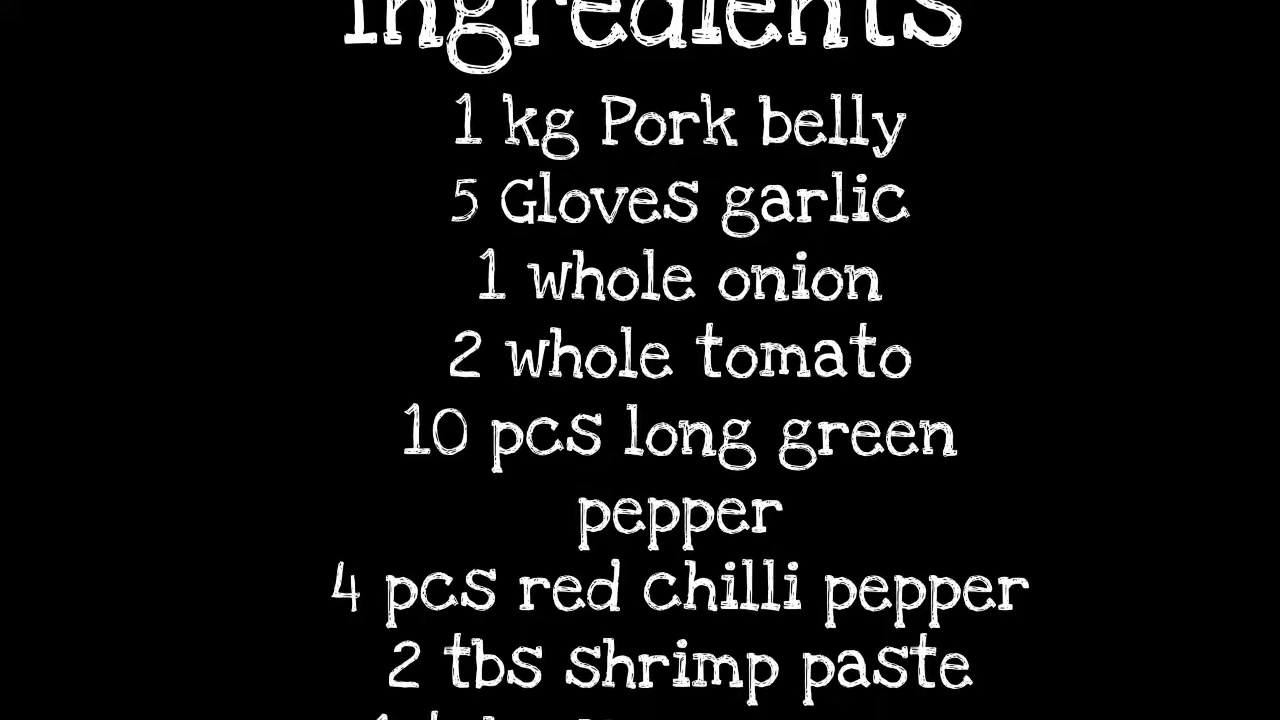 Ingredients
1 kg Pork belly
5 Gloves garlic
1 whole onion
2 whole tomato
10 pcs long green
pepper
4 pcs red chilli pepper
2 tbs shrimp paste